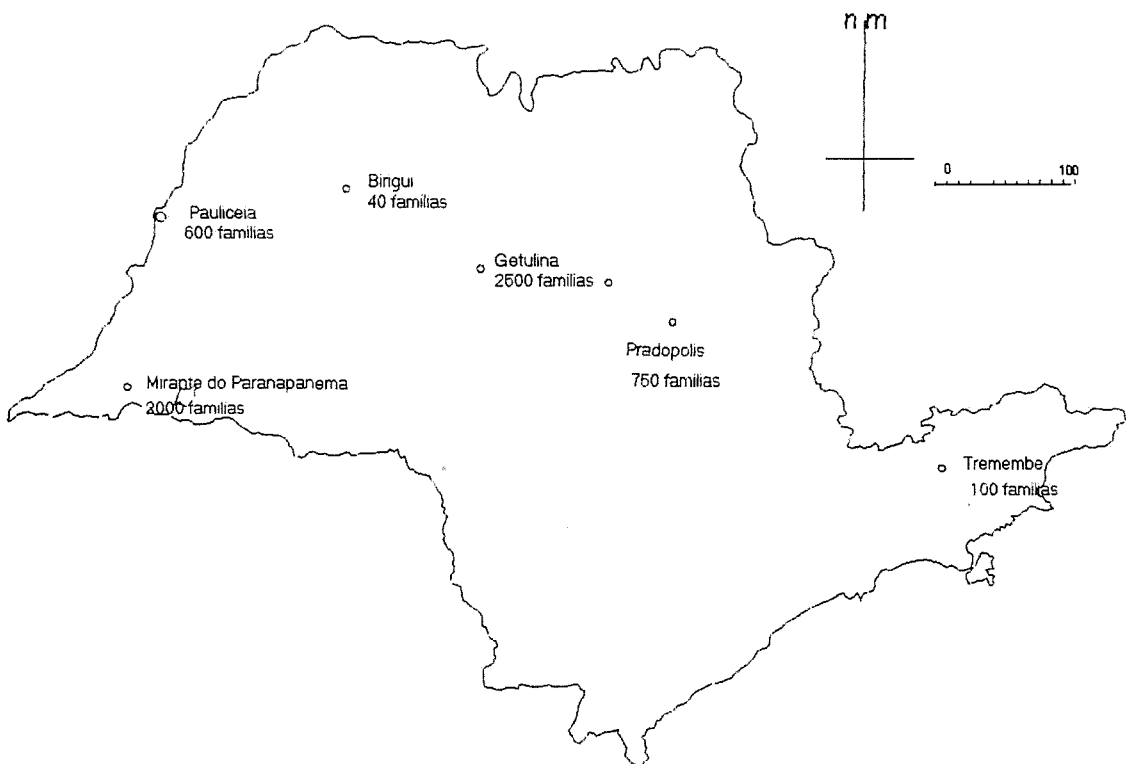 n m
0 100
Birigui
40 familias
Pauliceia
600 familias
Getulina
2500 familias
Pradopolis
750 familias
Mirante do Paranapanema
2000 familias
Tremembe
100 familias